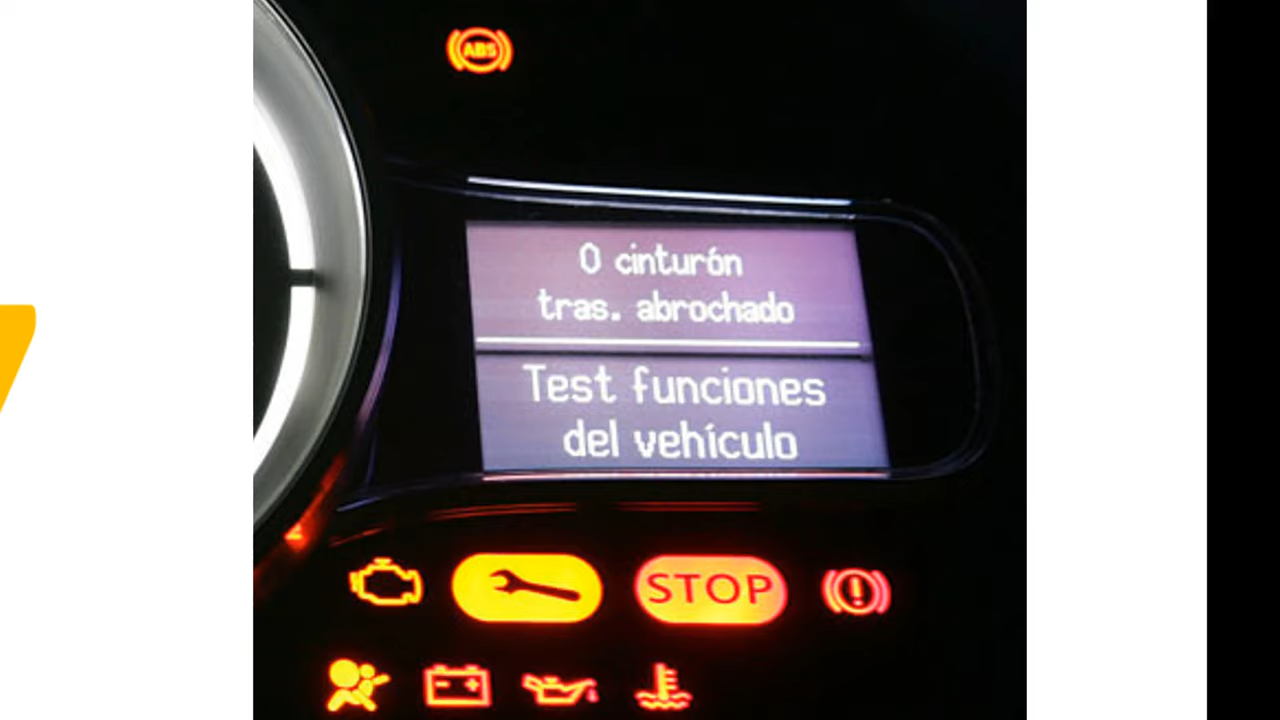 ABS
0 cinturón
tras. abrochado
Test funciones
del vehículo
STOP